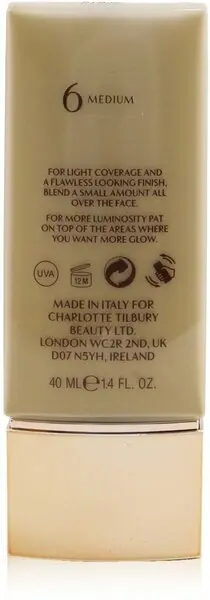 6 MEDIUM
FOR LIGHT COVERAGE AND
A FLAWLESS LOOKING FINISH,
BLEND A SMALL AMOUNT ALL
OVER THE FACE.
FOR MORE LUMINOSITY PAT
ON TOP OF THE AREAS WHERE
YOU WANT MORE GLOW.
UVA 12 M
MADE IN ITALY FOR
CHARLOTTE TILBURY
BEAUTY LTD.
LONDON WC2R 2ND, UK
D07 N5YH, IRELAND
40 ML℮1.4 FL. OZ.